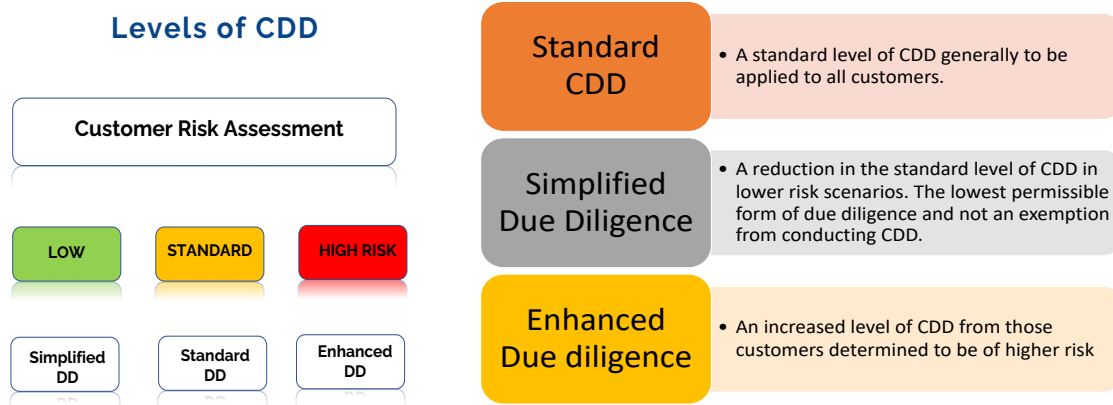 Levels of CDD
Customer Risk Assessment
LOW
STANDARD
HIGH RISK
Simplified
DD
Standard
DD
Enhanced
DD
Standard
CDD
• A standard level of CDD generally to be
applied to all customers.
Simplified
Due Diligence
• A reduction in the standard level of CDD in
lower risk scenarios. The lowest permissible
form of due diligence and not an exemption
from conducting CDD.
Enhanced
Due diligence
• An increased level of CDD from those
customers determined to be of higher risk